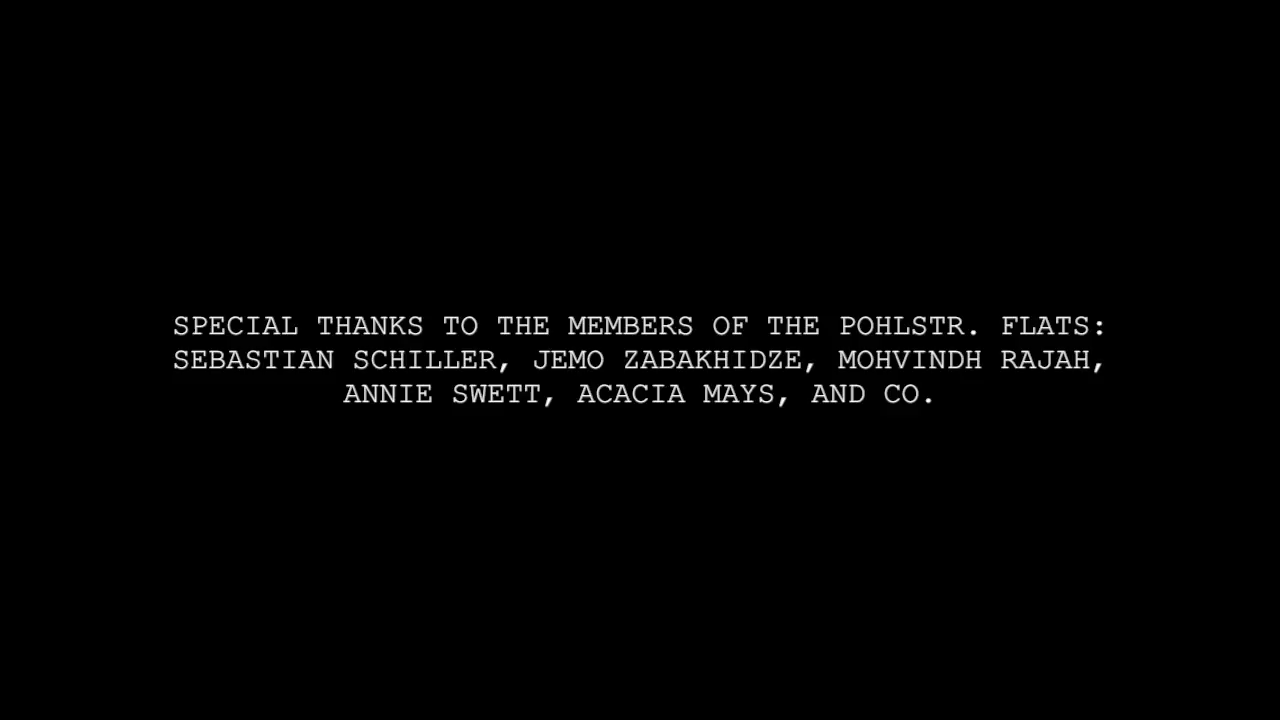 SPECIAL THANKS TO THE MEMBERS OF THE POHLSTR. FLATS:
SEBASTIAN SCHILLER, JEMO ZABAKHIDZE, MOHVINDH RAJAH,
ANNIE SWETT, ACACIA MAYS, AND CO.